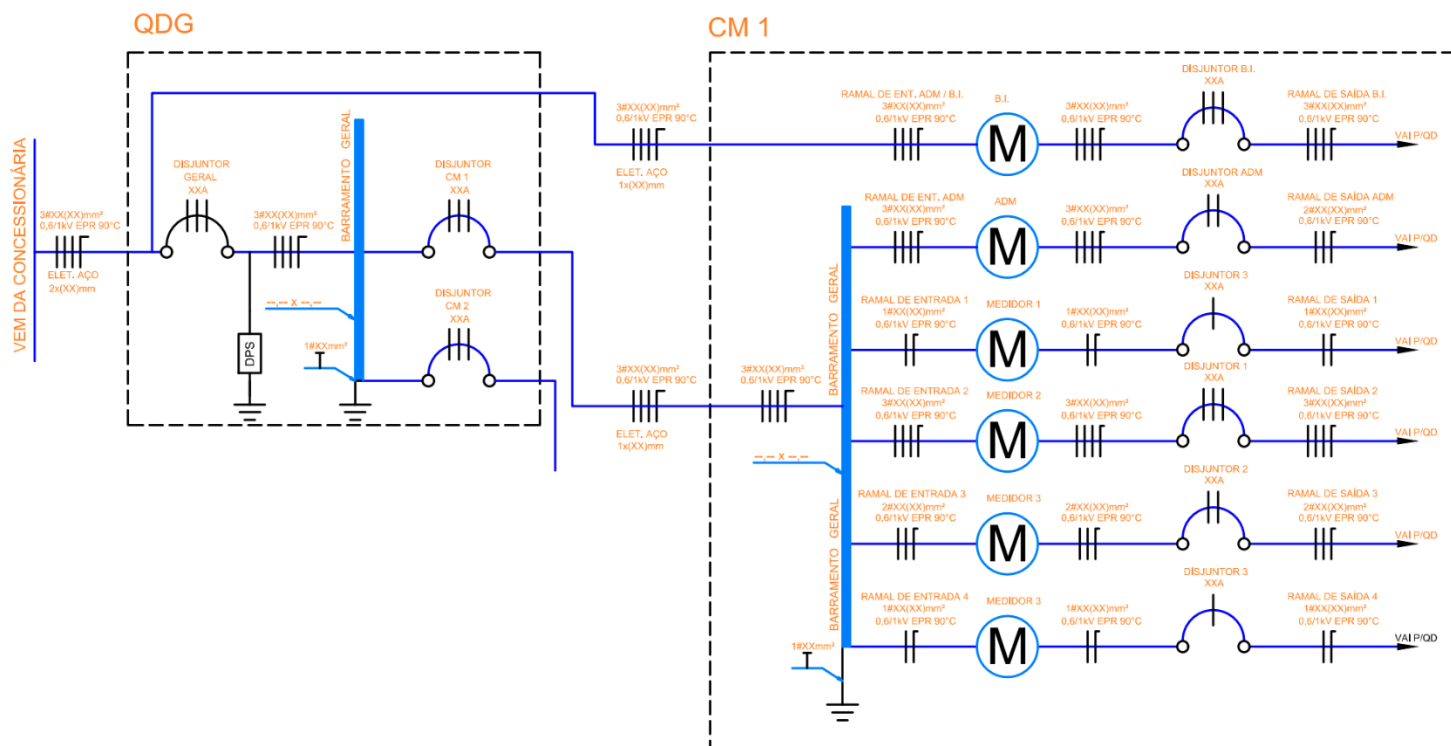 QDG
CM 1
VEM DA CONCESSIONÁRIA
3#XX(XX)mm²
0,6/1kV EPR 90°C
ELET. AÇO
2x(XX)mm
DISJUNTOR
GERAL
XXA
3#XX(XX)mm²
0,6/1kV EPR 90°C
DPS
BARRAMENTO GERAL
--,-- x --,--
1#XXmm²
DISJUNTOR
CM 1
XXA
DISJUNTOR
CM 2
XXA
3#XX(XX)mm²
0,6/1kV EPR 90°C
ELET. AÇO
1x(XX)mm
3#XX(XX)mm²
0,6/1kV EPR 90°C
ELET. AÇO
1x(XX)mm
3#XX(XX)mm²
0,6/1kV EPR 90°C
BARRAMENTO GERAL
BARRAMENTO GERAL
--,-- x --,--
1#XXmm²
RAMAL DE ENT. ADM / B.I.
3#XX(XX)mm²
0,6/1kV EPR 90°C
B.I.
M
3#XX(XX)mm²
0,6/1kV EPR 90°C
DISJUNTOR B.I.
XXA
RAMAL DE SAÍDA B.I.
3#XX(XX)mm²
0,6/1kV EPR 90°C
VAI P/QD
RAMAL DE ENT. ADM
3#XX(XX)mm²
0,6/1kV EPR 90°C
ADM
M
3#XX(XX)mm²
0,6/1kV EPR 90°C
DISJUNTOR ADM
XXA
RAMAL DE SAÍDA ADM
2#XX(XX)mm²
0,6/1kV EPR 90°C
VAI P/QD
RAMAL DE ENTRADA 1
1#XX(XX)mm²
0,6/1kV EPR 90°C
MEDIDOR 1
M
1#XX(XX)mm²
0,6/1kV EPR 90°C
DISJUNTOR 3
XXA
RAMAL DE SAÍDA 1
1#XX(XX)mm²
0,6/1kV EPR 90°C
VAI P/QD
RAMAL DE ENTRADA 2
3#XX(XX)mm²
0,6/1kV EPR 90°C
MEDIDOR 2
M
3#XX(XX)mm²
0,6/1kV EPR 90°C
DISJUNTOR 1
XXA
RAMAL DE SAÍDA 2
3#XX(XX)mm²
0,6/1kV EPR 90°C
VAI P/QD
RAMAL DE ENTRADA 3
2#XX(XX)mm²
0,6/1kV EPR 90°C
MEDIDOR 3
M
2#XX(XX)mm²
0,6/1kV EPR 90°C
DISJUNTOR 2
XXA
RAMAL DE SAÍDA 3
2#XX(XX)mm²
0,6/1kV EPR 90°C
VAI P/QD
RAMAL DE ENTRADA 4
1#XX(XX)mm²
0,6/1kV EPR 90°C
MEDIDOR 3
M
1#XX(XX)mm²
0,6/1kV EPR 90°C
DISJUNTOR 3
XXA
RAMAL DE SAÍDA 4
1#XX(XX)mm²
0,6/1kV EPR 90°C
VAI P/QD